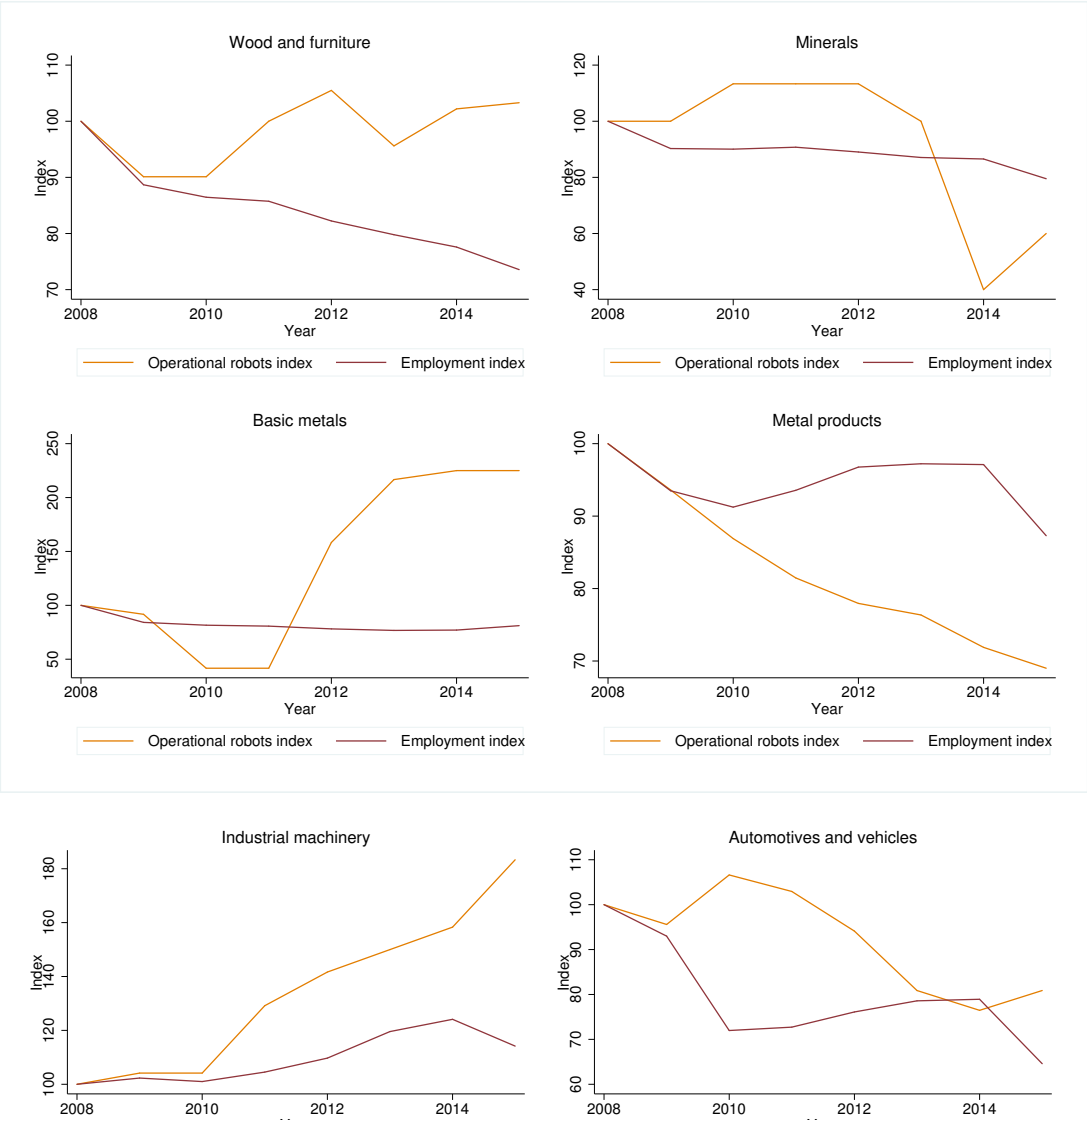 Wood and furniture
Index
110
100
90
80
70
2008 2010 2012 2014
Year
Operational robots index Employment index
Minerals
Index
120
100
80
60
40
2008 2010 2012 2014
Year
Operational robots index Employment index
Basic metals
Index
250
200
150
100
50
2008 2010 2012 2014
Year
Operational robots index Employment index
Metal products
Index
100
90
80
70
2008 2010 2012 2014
Year
Operational robots index Employment index
Industrial machinery
Index
180
160
140
120
100
2008 2010 2012 2014
Automotives and vehicles
Index
110
100
90
80
70
60
2008 2010 2012 2014